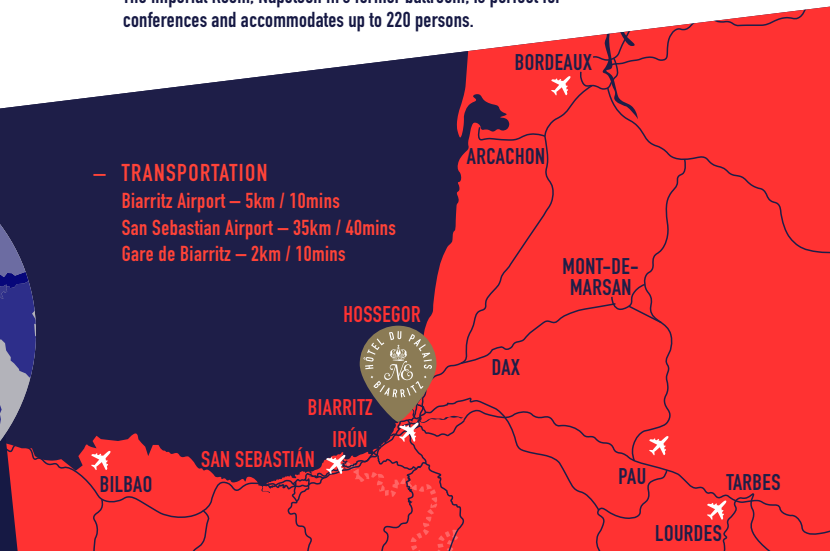 conferences and accommodates up to 220 persons.
BORDEAUX
ARCACHON
— TRANSPORTATION
Biarritz Airport — 5km / 10mins
San Sebastian Airport — 35km / 40mins
Gare de Biarritz — 2km / 10mins
MONT-DE-
MARSAN
HOSSEGOR
HÔTEL DU PALAIS
· BIARRITZ ·
DAX
BIARRITZ
IRÚN
SAN SEBASTIÁN
BILBAO
PAU
TARBES
LOURDES